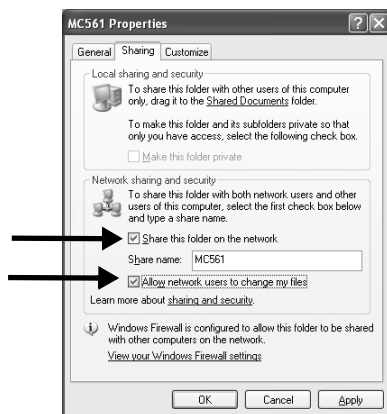 MC561 Properties
General Sharing Customize
Local sharing and security
To share this folder with other users of this computer
only, drag it to the Shared Documents folder.
To make this folder and its subfolders private so that
only you have access, select the following check box.
Make this folder private
Network sharing and security
To share this folder with both network users and other
users of this computer, select the first check box below
and type a share name.
Share this folder on the network
Share name: MC561
Allow network users to change my files
Learn more about sharing and security.
Windows Firewall is configured to allow this folder to be shared
with other computers on the network.
View your Windows Firewall settings
OK Cancel Apply